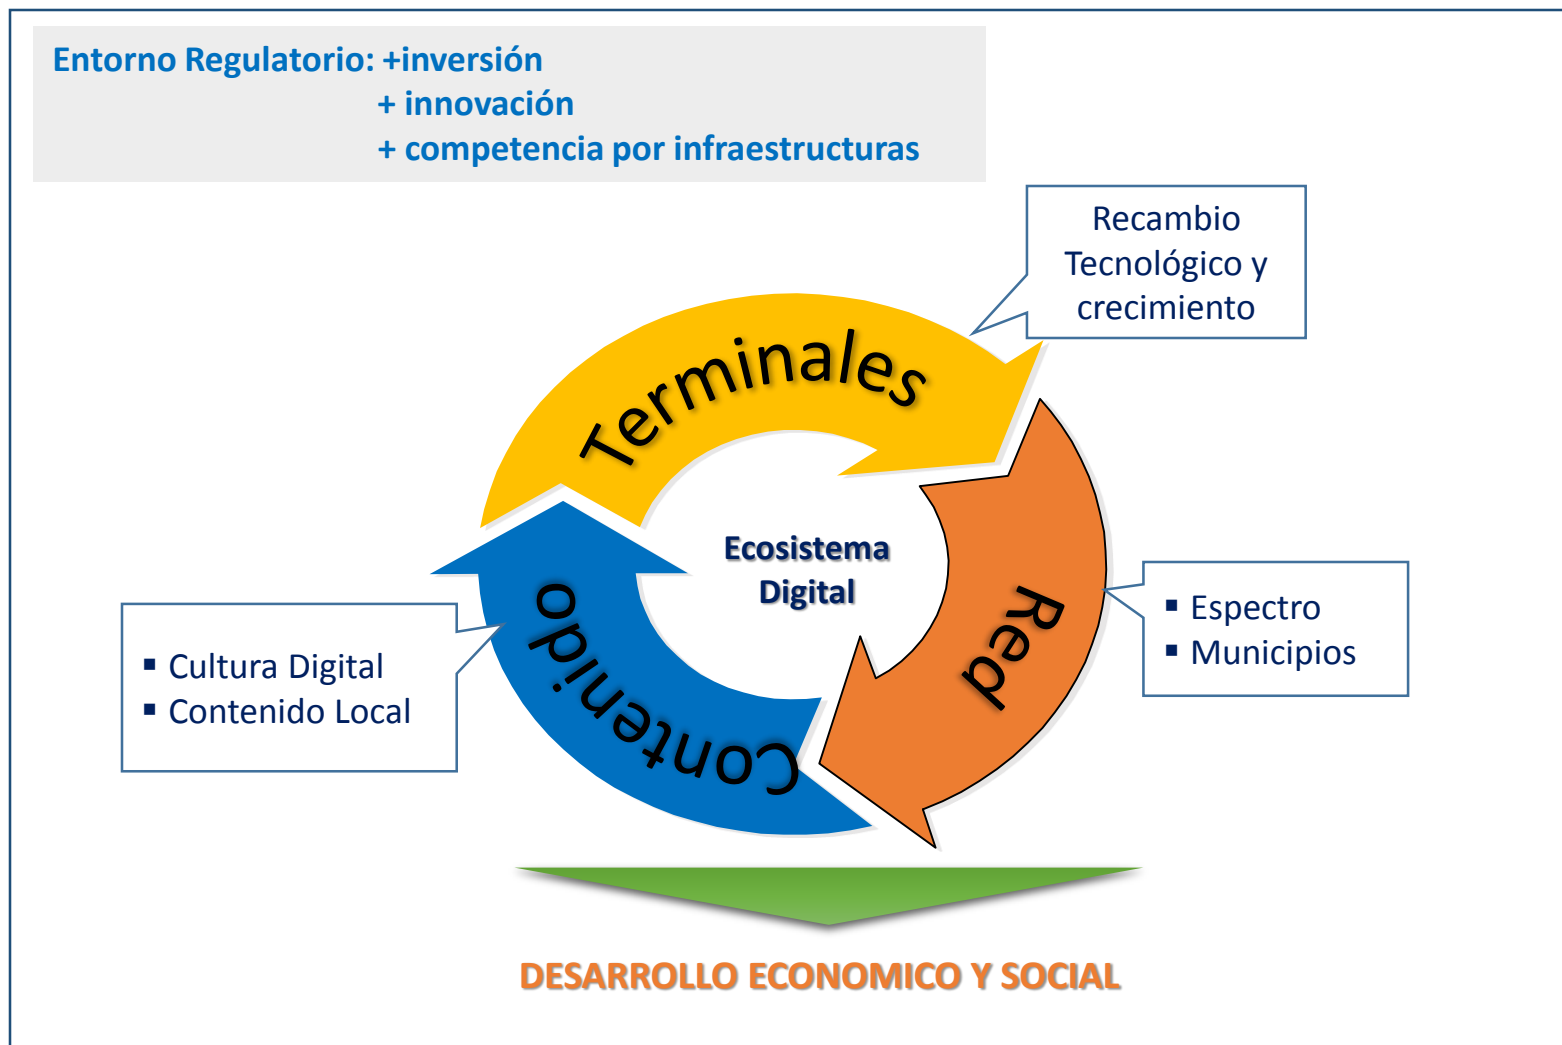 Entorno Regulatorio: +inversión
+ innovación
+ competencia por infraestructuras
Recambio
Tecnológico y
crecimiento
Terminales
Ecosistema
Digital
Red
▪ Espectro
▪ Municipios
Contenido
▪ Cultura Digital
▪ Contenido Local
DESARROLLO ECONOMICO Y SOCIAL